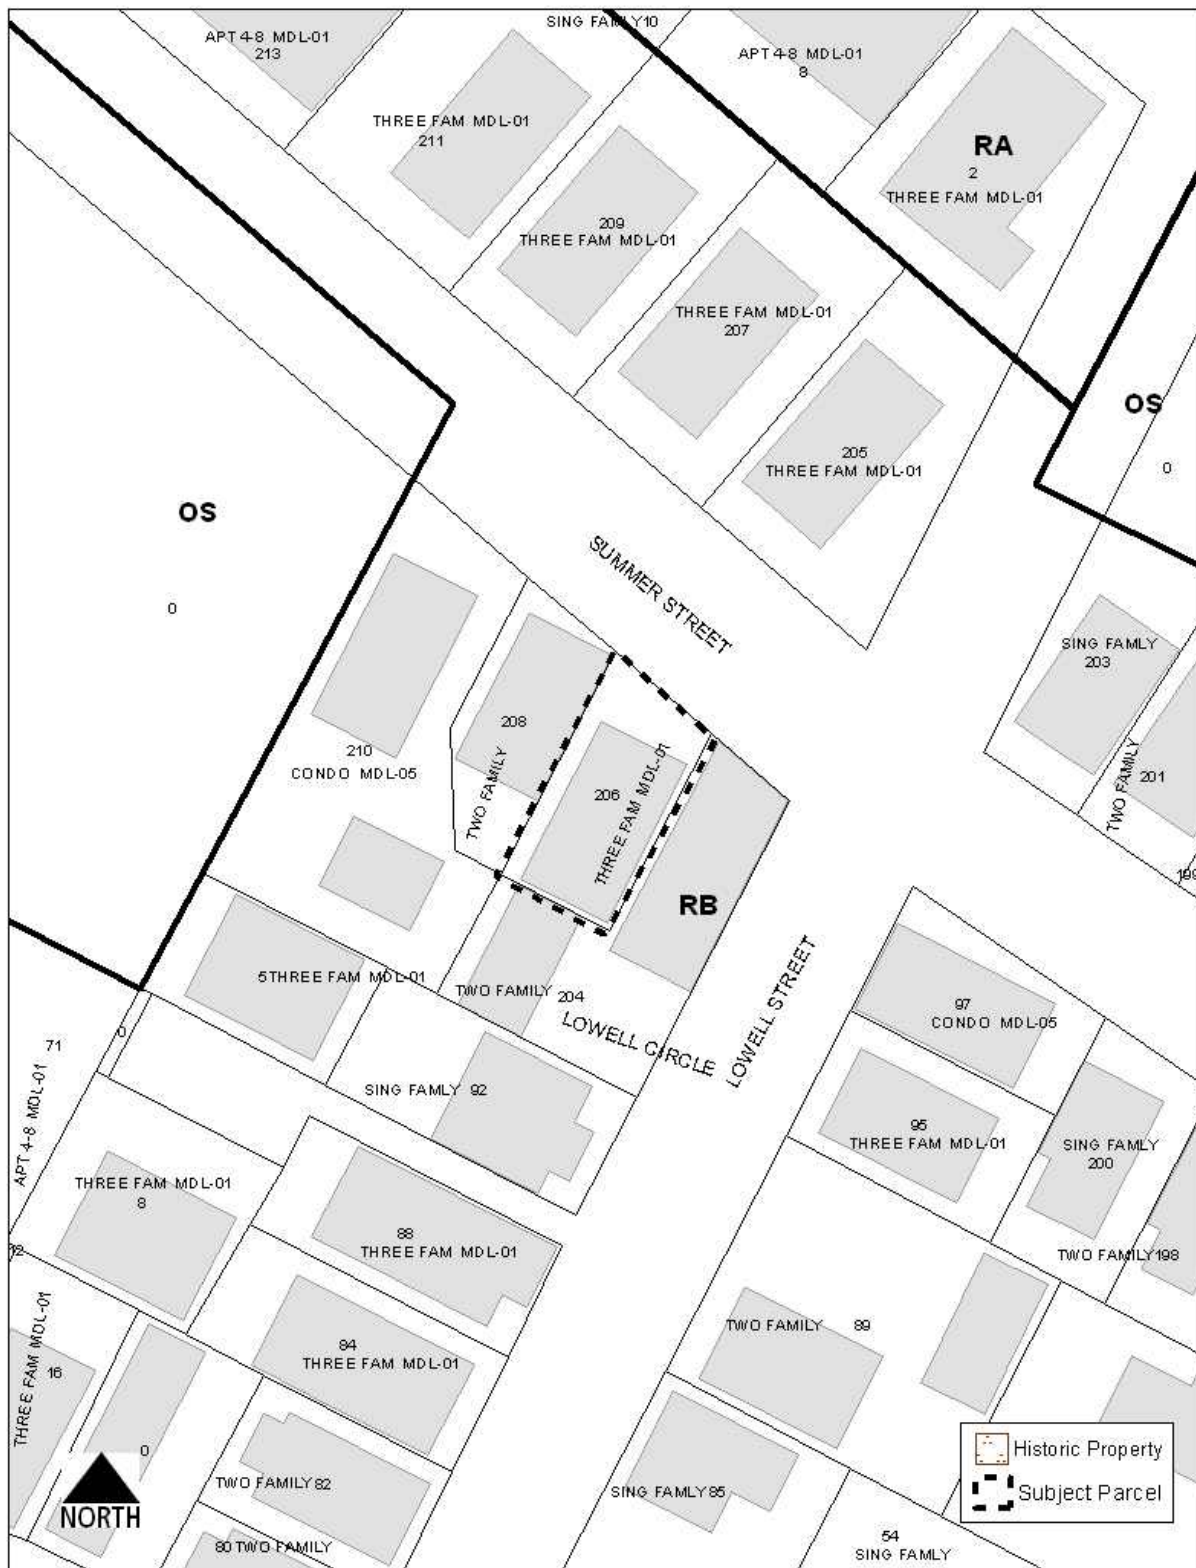 SING FAMLY 10
APT 4-8 MDL-01
213
APT 4-8 MDL-01
8
THREE FAM MDL-01
211
RA
2
THREE FAM MDL-01
209
THREE FAM MDL-01
THREE FAM MDL-01
207
OS
0
205
THREE FAM MDL-01
OS
0
SUMMER STREET
SING FAMLY
203
TWO FAMILY
201
199
208
TWO FAMILY
210
CONDO MDL-05
206
THREE FAM MDL-01
RB
5 THREE FAM MDL-01
TWO FAMILY 204
LOWELL CIRCLE
LOWELL STREET
97
CONDO MDL-05
0
71
APT 4-8 MDL-01
SING FAMLY 92
95
THREE FAM MDL-01
SING FAMLY
200
THREE FAM MDL-01
8
88
THREE FAM MDL-01
TWO FAMILY 198
TWO FAMILY 89
84
THREE FAM MDL-01
THREE FAM MDL-01
16
0
TWO FAMILY 82
SING FAMLY 85
80 TWO FAMILY
54
SING FAMLY
NORTH
Historic Property
Subject Parcel